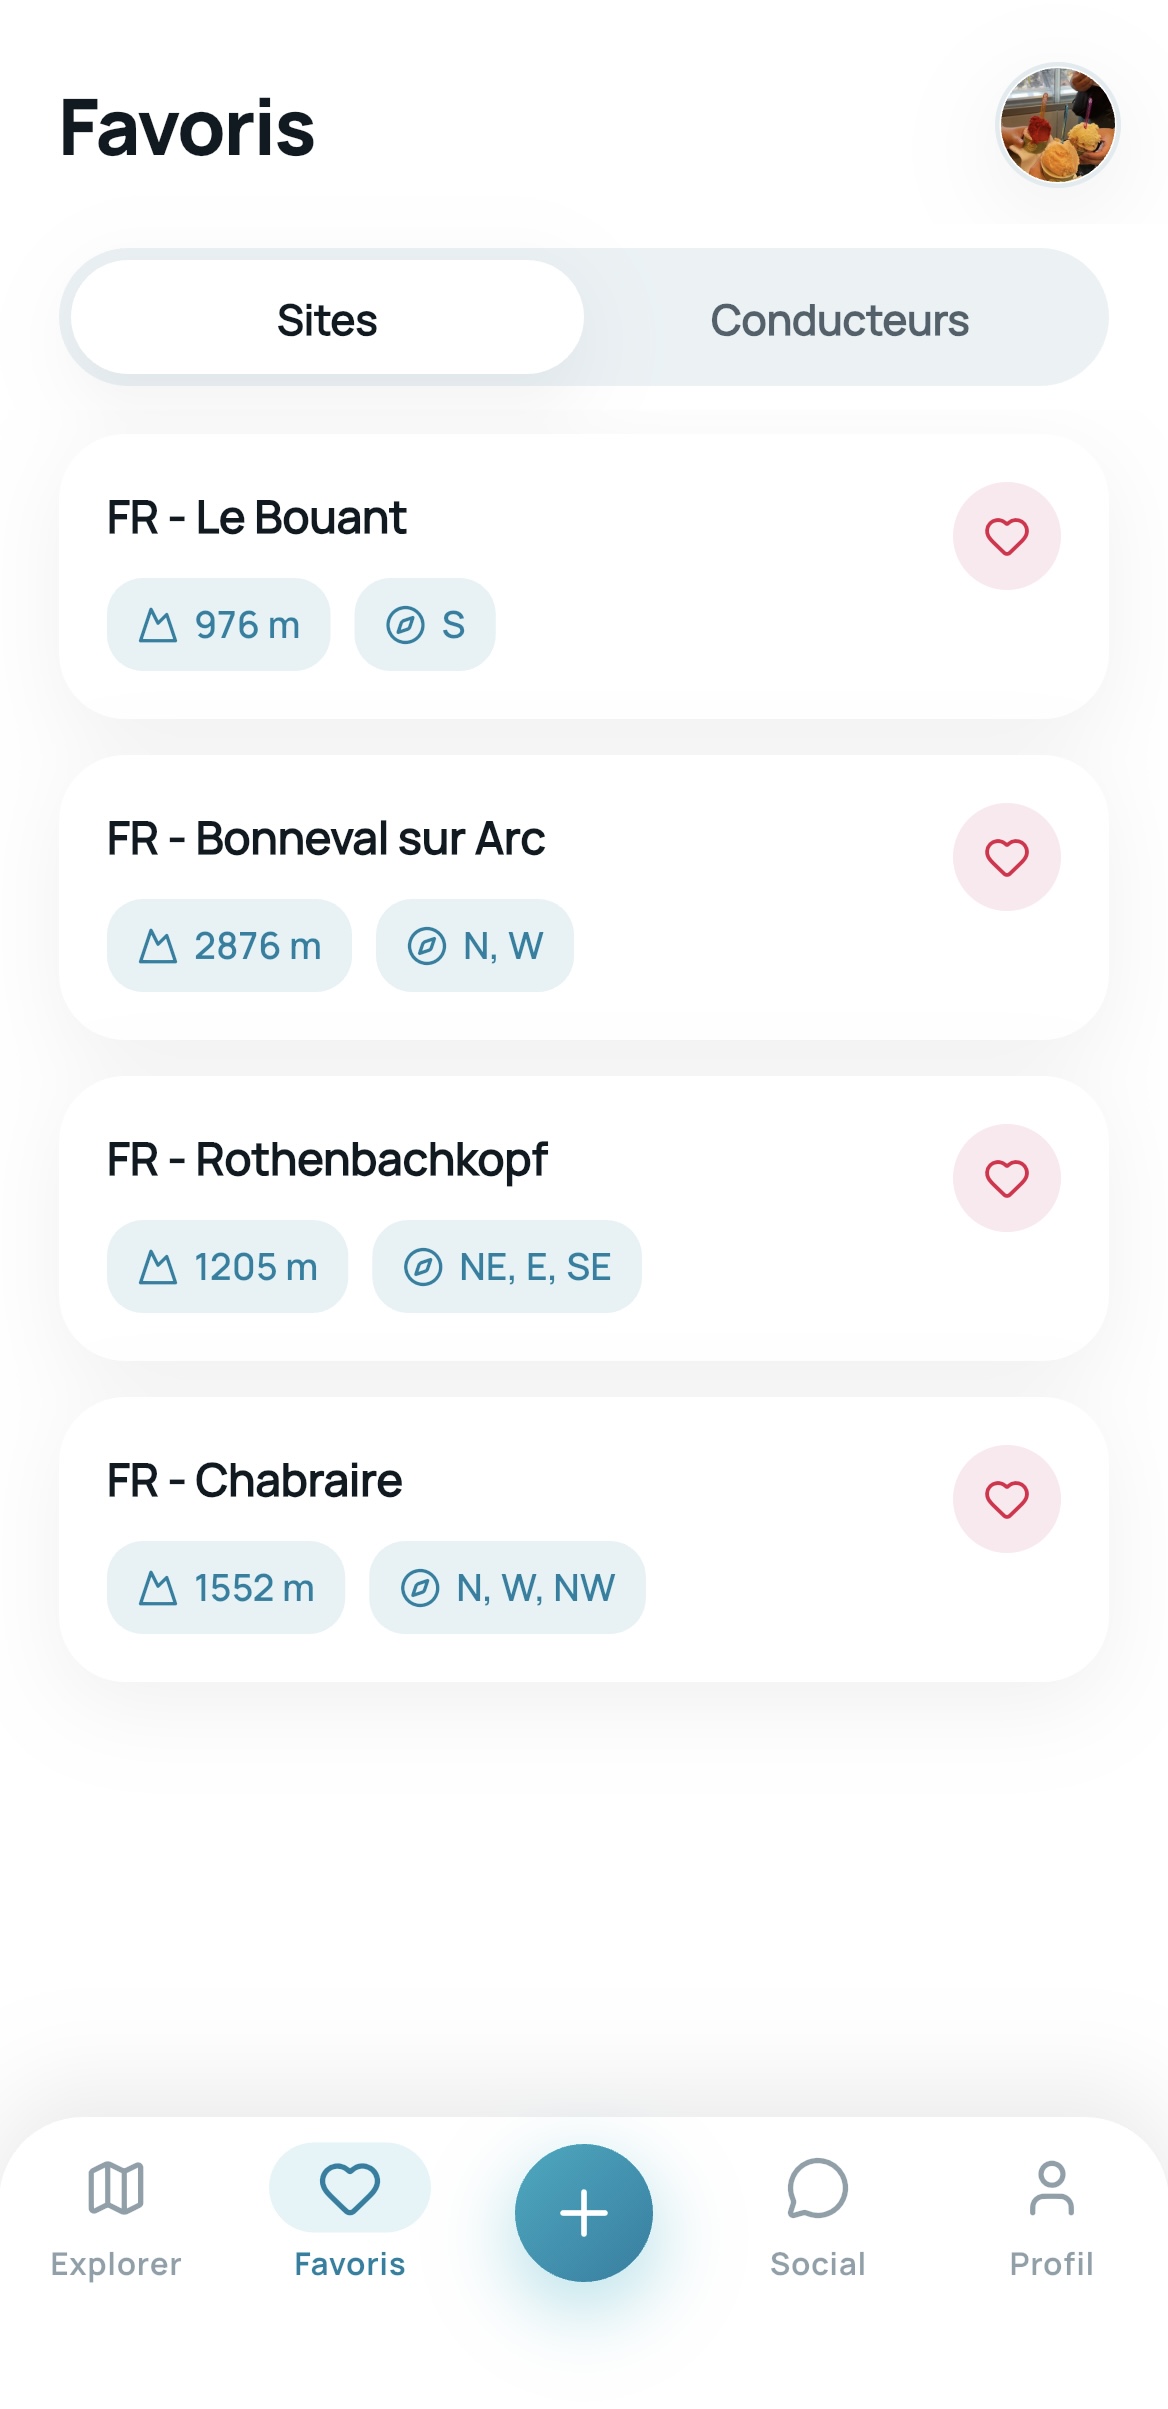 Favoris
Sites
Conducteurs
FR - Le Bouant
976 m
S
FR - Bonneval sur Arc
2876 m
N, W
FR - Rothenbachkopf
1205 m
NE, E, SE
FR - Chabraire
1552 m
N, W, NW
Explorer
Favoris
Social
Profil